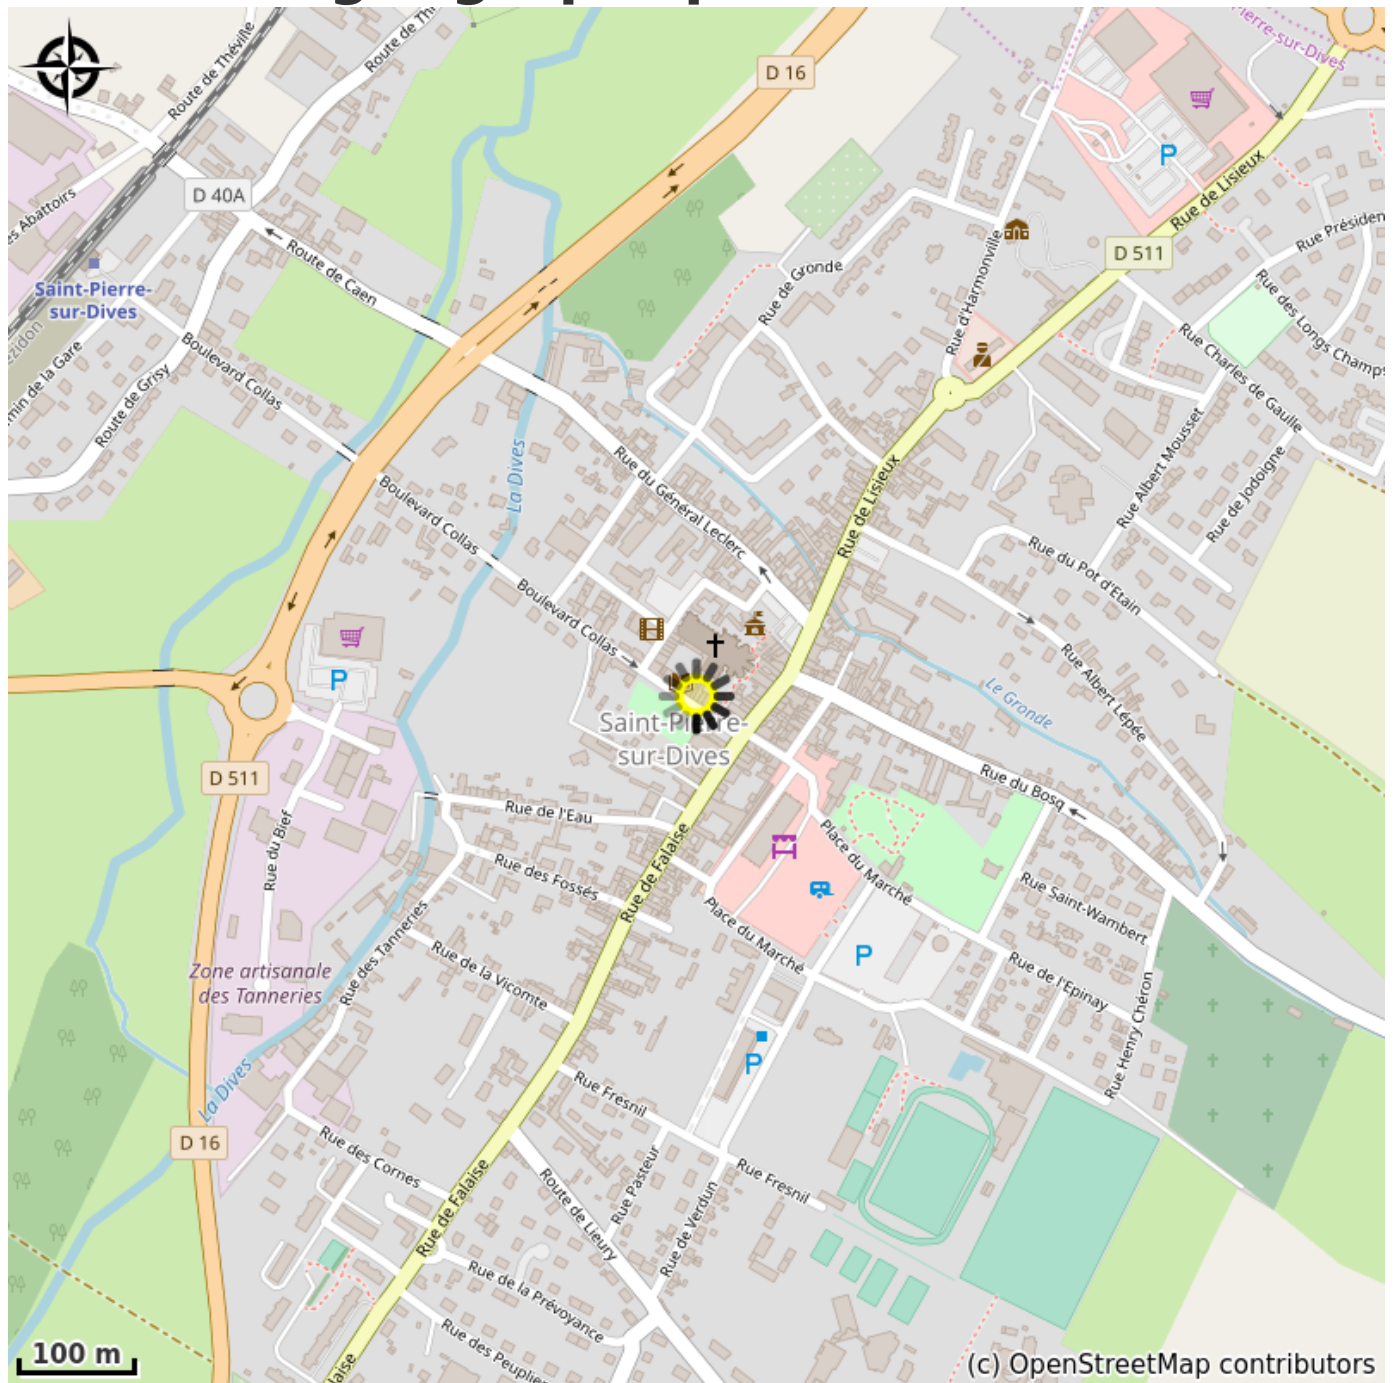 D 16
Route de Théville
Route de Th
Pierre-sur-Dives
P
Rue de Lisieux
D 40A
es Abattoirs
Route de Caen
Rue d'Harmonville
D 511
Rue Présiden
Rue de Gronde
Saint-Pierre-
sur-Dives
zidon
min de la Gare
Route de Grisy
Boulevard Collas
Rue des Longs Champs
Rue Charles de Gaulle
Rue Albert Mousset
Rue de Jodoigne
Boulevard Collas
La Dives
Rue du Général Leclerc
Rue de Lisieux
Rue du Pot d'Etain
Boulevard Collas
Rue Albert Lépée
P
Le Gronde
Saint-Pierre-
sur-Dives
D 511
Rue du Bosq
Rue de l'Eau
Rue du Bief
Rue de Falaise
Place du Marché
Rue des Fossés
Rue Saint-Wambert
Place du Marché
P
Rue des Tanneries
Rue de la Vicomte
Rue de l'Epinay
Zone artisanale
des Tanneries
Rue Henry Chéron
P
La Dives
D 16
Rue Fresnil
Rue des Cornes
Rue Fresnil
Rue de Falaise
Route de Lieury
Rue Pasteur
Rue de Verdun
Rue de la Prévoyance
Rue des Peuplie
laise
100 m
(c) OpenStreetMap contributors